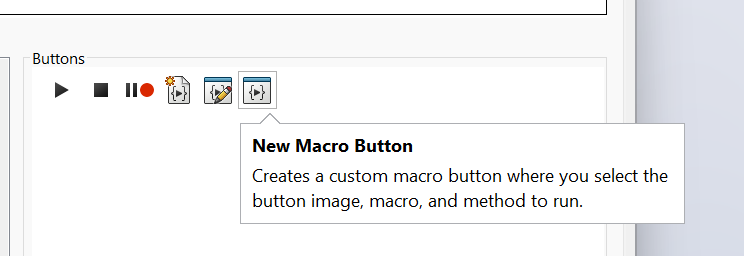 Buttons
New Macro Button
Creates a custom macro button where you select the
button image, macro, and method to run.